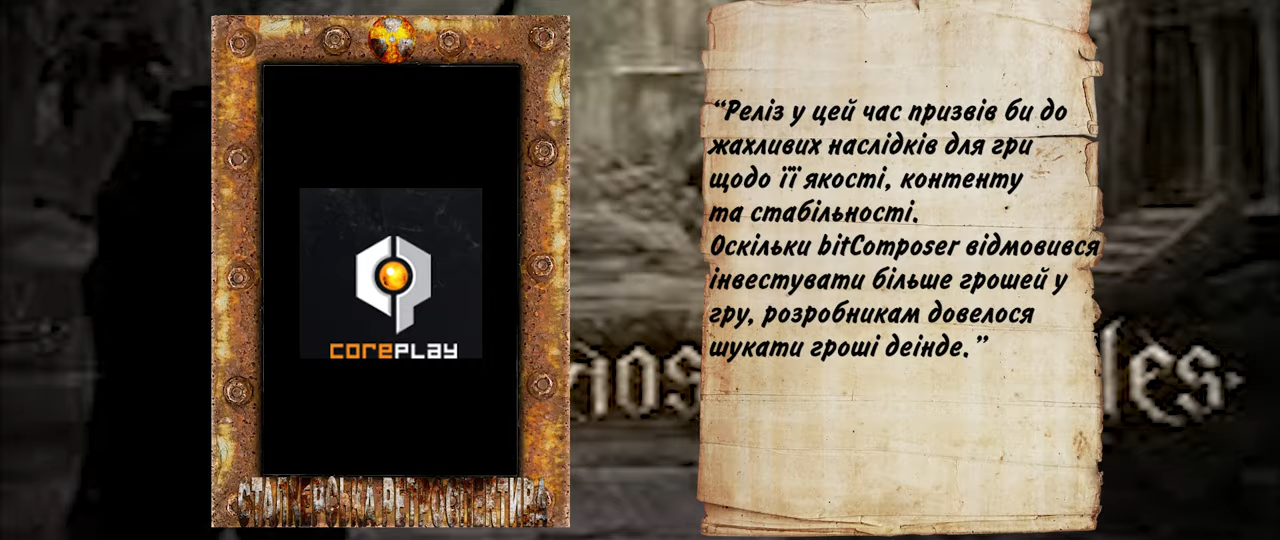 COREPLAY
СТАЛКЕРСЬКА РЕТРОСПЕКТИВА
“Реліз у цей час призвів би до
жахливих наслідків для гри
щодо її якості, контенту
та стабільності.
Оскільки bitComposer відмовився
інвестувати більше грошей у
гру, розробникам довелося
шукати гроші деінде.”